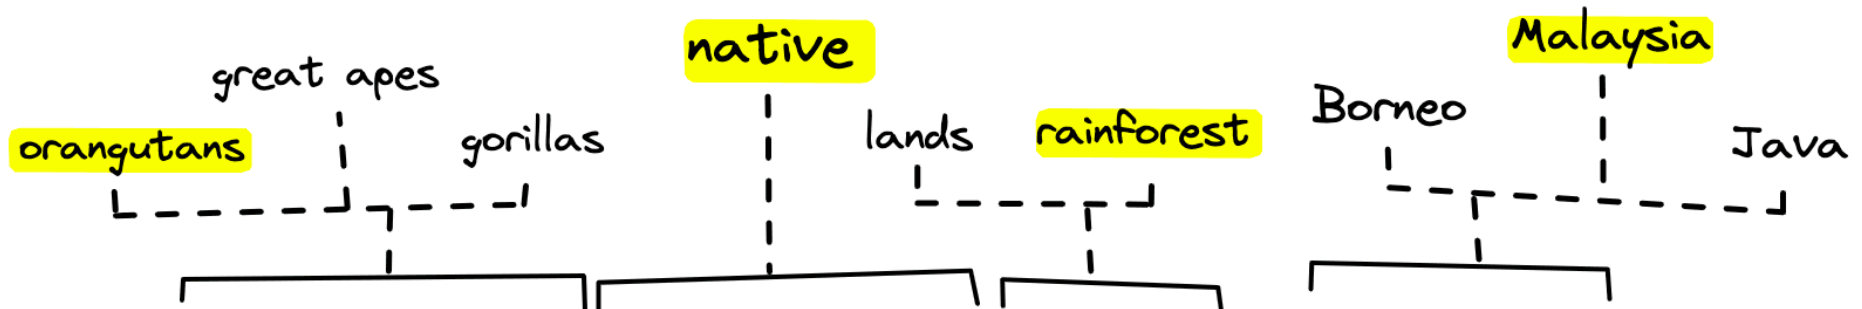 great apes
orangutans
gorillas
native
lands
rainforest
Borneo
Malaysia
Java